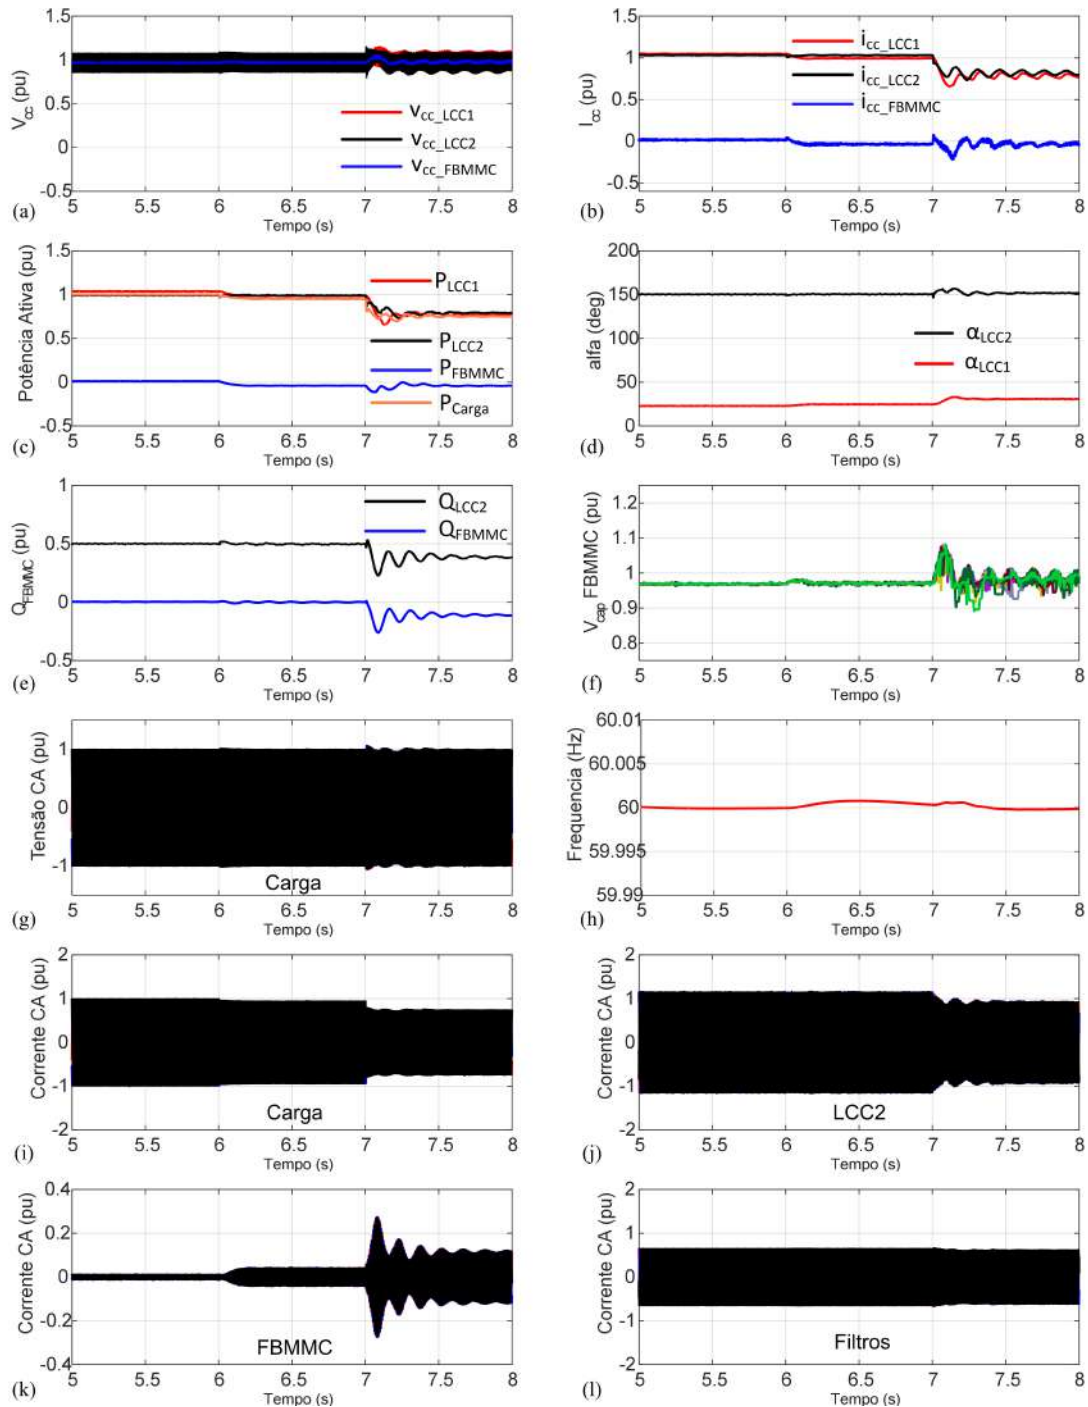 1.5
1
0.5
0
-0.5
V_cc (pu)
V_cc_LCC1
V_cc_LCC2
V_cc_FBMMC
5 5.5 6 6.5 7 7.5 8
Tempo (s)
(a)
1.5
1
0.5
0
-0.5
I_cc (pu)
i_cc_LCC1
i_cc_LCC2
i_cc_FBMMC
5 5.5 6 6.5 7 7.5 8
Tempo (s)
(b)
1.5
1
0.5
0
-0.5
Potência Ativa (pu)
P_LCC1
P_LCC2
P_FBMMC
P_Carga
5 5.5 6 6.5 7 7.5 8
Tempo (s)
(c)
200
150
100
50
0
alfa (deg)
α_LCC2
α_LCC1
5 5.5 6 6.5 7 7.5 8
Tempo (s)
(d)
1
0.5
0
-0.5
Q_FBMMC (pu)
Q_LCC2
Q_FBMMC
5 5.5 6 6.5 7 7.5 8
Tempo (s)
(e)
1.2
1.1
1
0.9
0.8
V_cap FBMMC (pu)
5 5.5 6 6.5 7 7.5 8
Tempo (s)
(f)
1
0
-1
Tensão CA (pu)
Carga
5 5.5 6 6.5 7 7.5 8
Tempo (s)
(g)
60.01
60.005
60
59.995
59.99
Frequencia (Hz)
5 5.5 6 6.5 7 7.5 8
Tempo (s)
(h)
2
1
0
-1
-2
Corrente CA (pu)
Carga
5 5.5 6 6.5 7 7.5 8
Tempo (s)
(i)
2
1
0
-1
-2
Corrente CA (pu)
LCC2
5 5.5 6 6.5 7 7.5 8
Tempo (s)
(j)
0.4
0.2
0
-0.2
0.4
Corrente CA (pu)
FBMMC
5 5.5 6 6.5 7 7.5 8
Tempo (s)
(k)
2
1
0
-1
-2
Corrente CA (pu)
Filtros
5 5.5 6 6.5 7 7.5 8
Tempo (s)
(l)